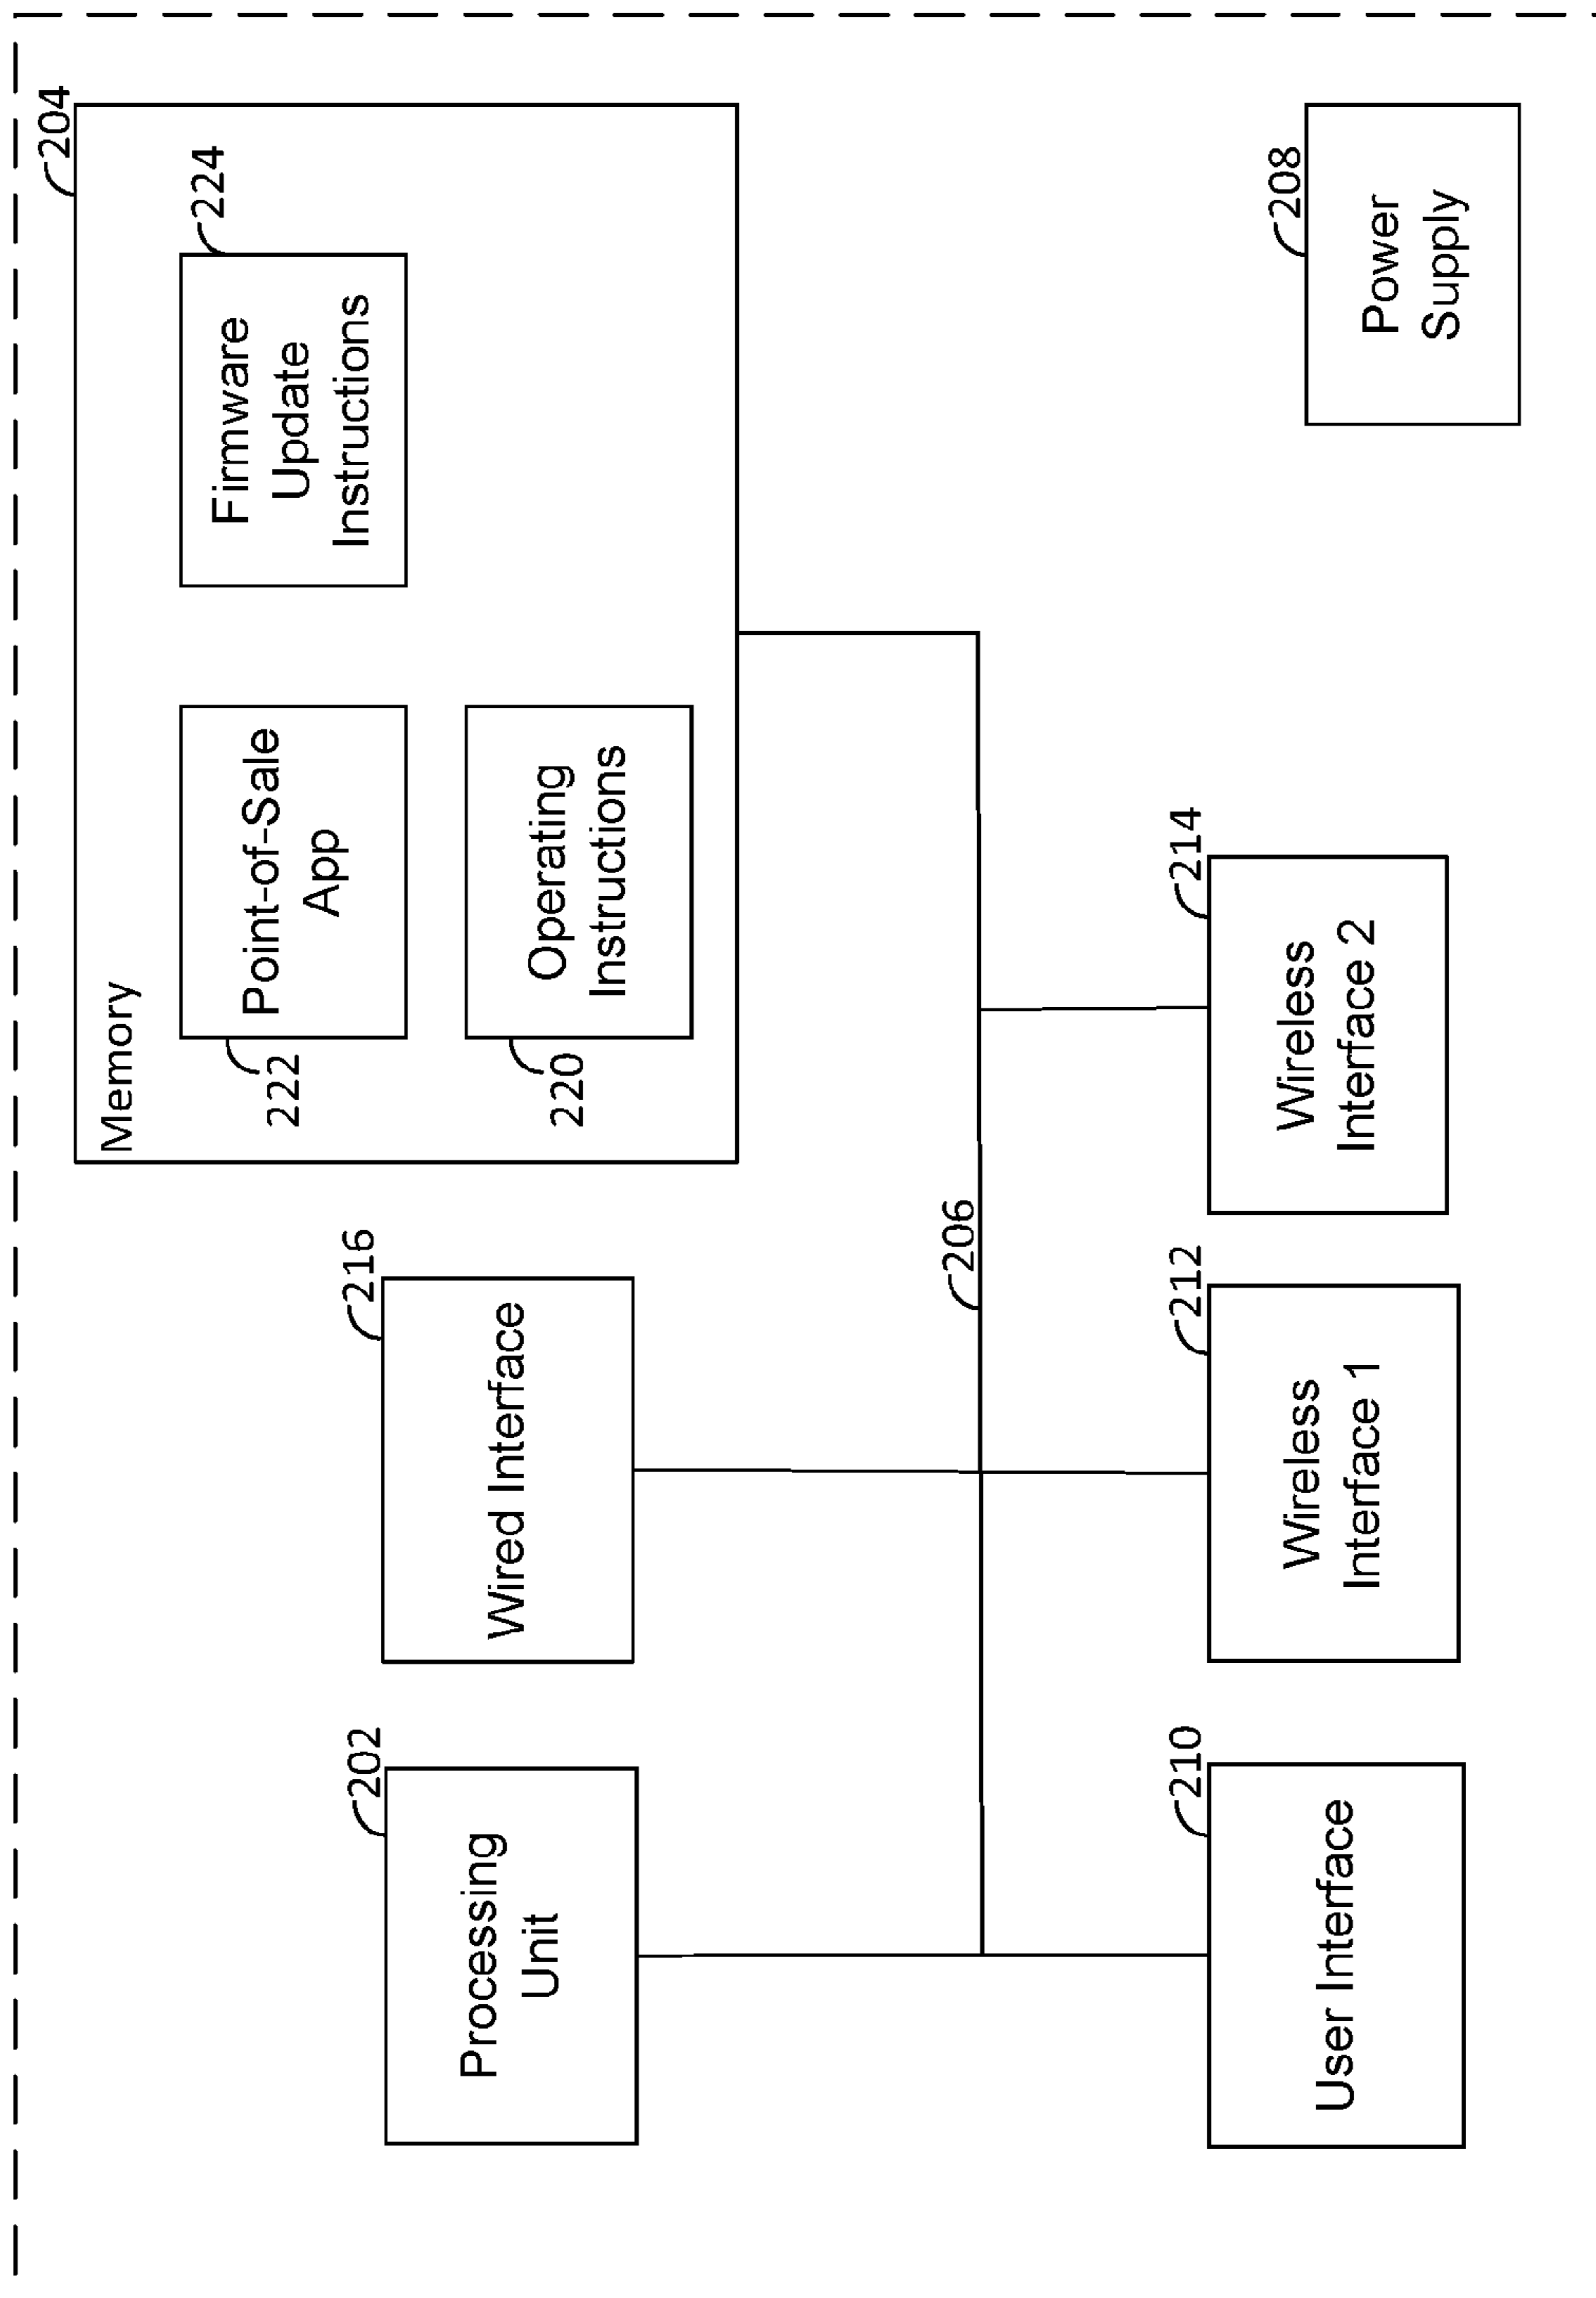 204
Memory
222
Point-of-Sale
App
224
Firmware
Update
Instructions
220
Operating
Instructions
202
Processing
Unit
216
Wired Interface
206
210
User Interface
212
Wireless
Interface 1
214
Wireless
Interface 2
208
Power
Supply